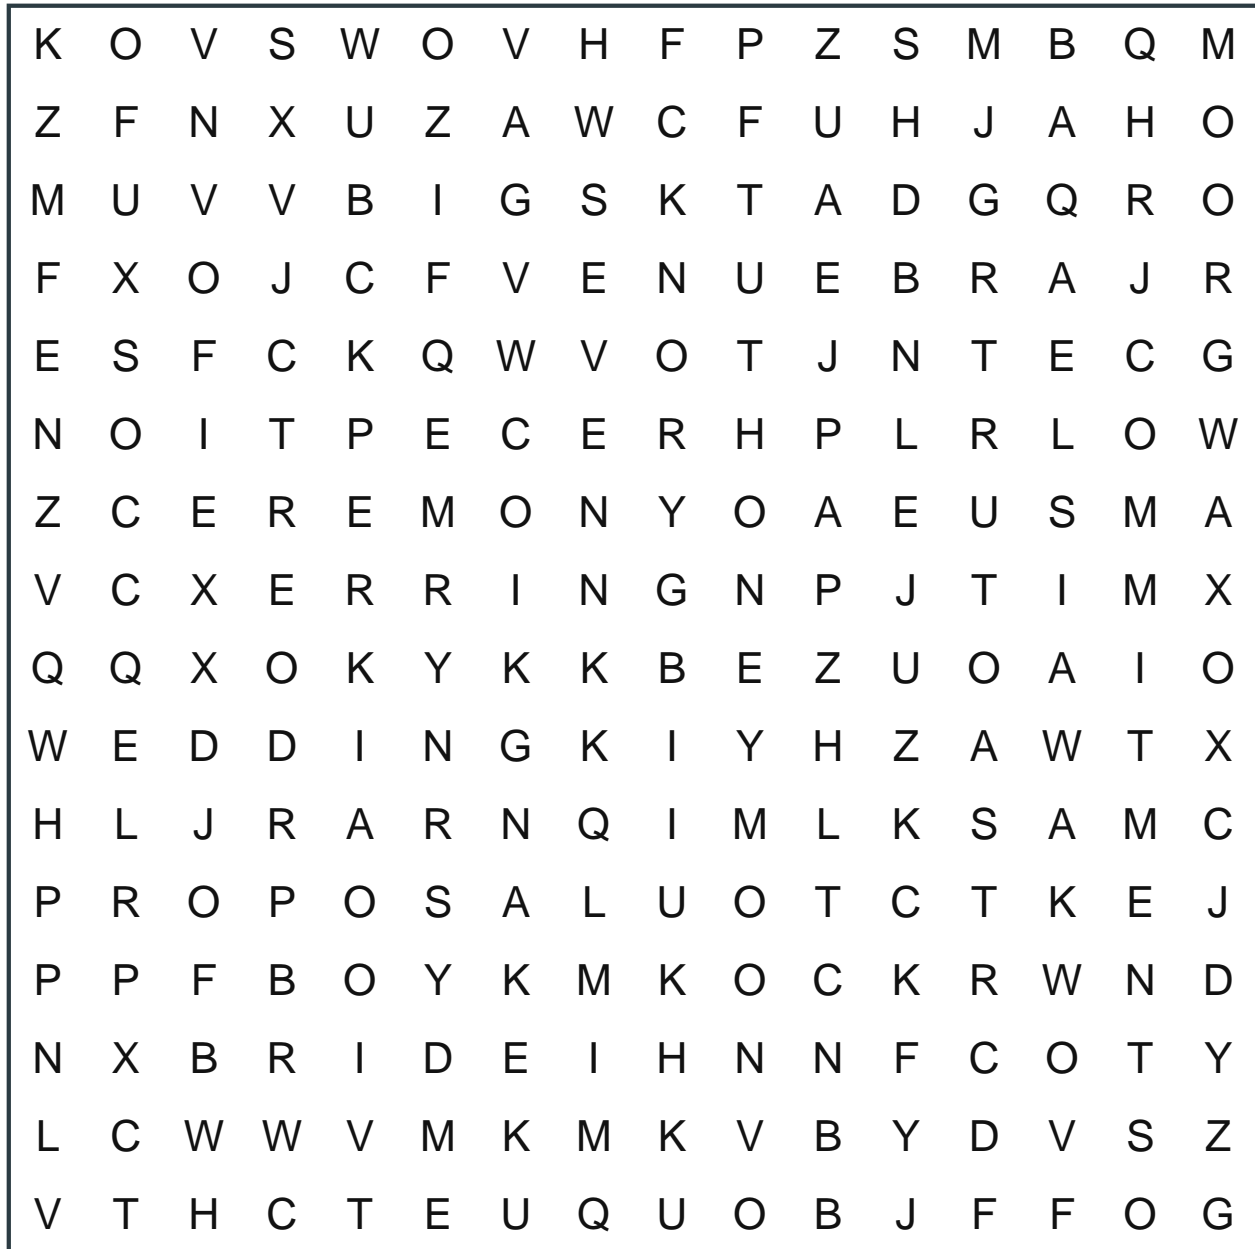 K O V S W O V H F P Z S M B Q M
Z F N X U Z A W C F U H J A H O
M U V V B I G S K T A D G Q R O
F X O J C F V E N U E B R A J R
E S F C K Q W V O T J N T E C G
N O I T P E C E R H P L R L O W
Z C E R E M O N Y O A E U S M A
V C X E R R I N G N P J T I M X
Q Q X O K Y K K B E Z U O A I O
W E D D I N G K I Y H Z A W T X
H L J R A R N Q I M L K S A M C
P R O P O S A L U O T C T K E J
P P F B O Y K M K O C K R W N D
N X B R I D E I H N N F C O T Y
L C W W V M K M K V B Y D V S Z
V T H C T E U Q U O B J F F O G